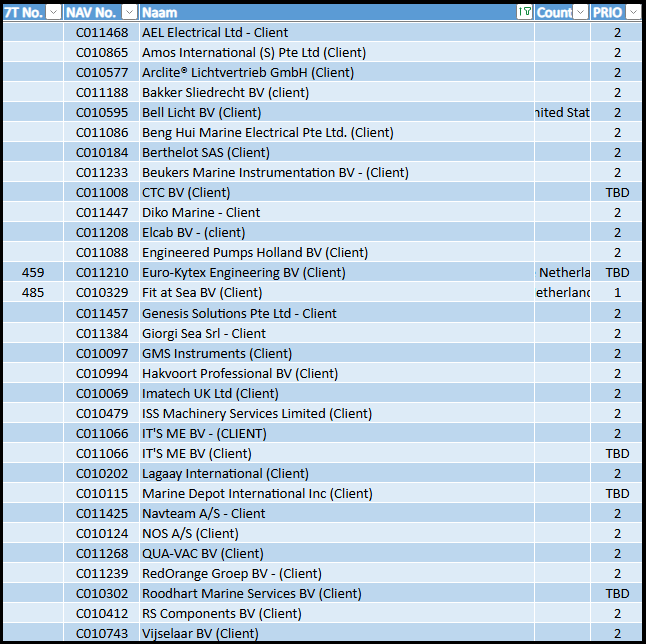 7T No. NAV No. Naam Count PRIO
C011468 AEL Electrical Ltd - Client 2
C010865 Amos International (S) Pte Ltd (Client) 2
C010577 Arclite® Lichtvertrieb GmbH (Client) 2
C011188 Bakker Sliedrecht BV (client) 2
C010595 Bell Licht BV (Client) nited Stat 2
C011086 Beng Hui Marine Electrical Pte Ltd. (Client) 2
C010184 Berthelot SAS (Client) 2
C011233 Beukers Marine Instrumentation BV - (Client) 2
C011008 CTC BV (Client) TBD
C011447 Diko Marine - Client 2
C011208 Elcab BV - (client) 2
C011088 Engineered Pumps Holland BV (Client) 2
459 C011210 Euro-Kytex Engineering BV (Client) Netherla TBD
485 C010329 Fit at Sea BV (Client) etherland 1
C011457 Genesis Solutions Pte Ltd - Client 2
C011384 Giorgi Sea Srl - Client 2
C010097 GMS Instruments (Client) 2
C010994 Hakvoort Professional BV (Client) 2
C010069 Imatech UK Ltd (Client) 2
C010479 ISS Machinery Services Limited (Client) 2
C011066 IT'S ME BV - (CLIENT) 2
C011066 IT'S ME BV (Client) TBD
C010202 Lagaay International (Client) 2
C010115 Marine Depot International Inc (Client) TBD
C011425 Navteam A/S - Client 2
C010124 NOS A/S (Client) 2
C011268 QUA-VAC BV (Client) 2
C011239 RedOrange Groep BV - (Client) 2
C010302 Roodhart Marine Services BV (Client) TBD
C010412 RS Components BV (Client) 2
C010743 Vijselaar BV (Client) 2